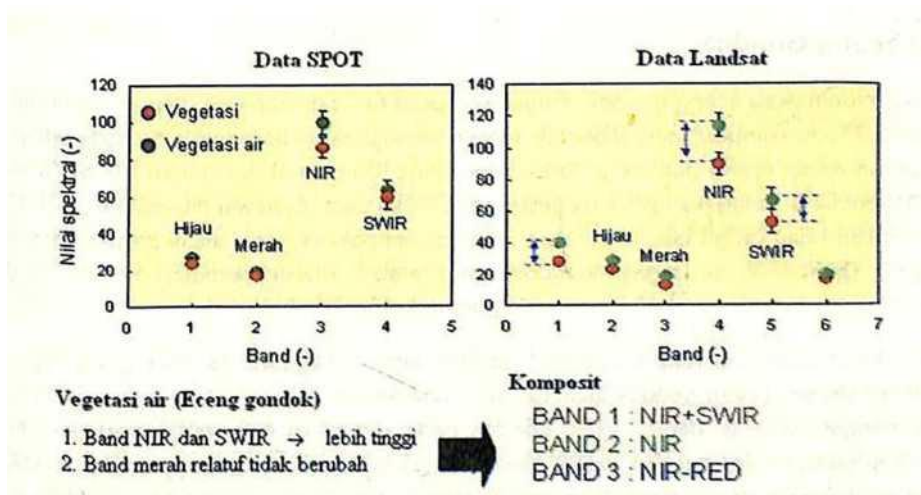 Data SPOT
120
100
80
60
40
20
0
Nilai spektral (-)
Vegetasi
Vegetasi air
Hijau
Merah
NIR
SWIR
0 1 2 3 4 5
Band (-)
Data Landsat
140
120
100
80
60
40
20
0
Hijau
Merah
NIR
SWIR
0 1 2 3 4 5 6 7
Band (-)
Vegetasi air (Eceng gondok)
1. Band NIR dan SWIR → lebih tinggi
2. Band merah relatuf tidak berubah
Komposit
BAND 1 : NIR+SWIR
BAND 2 : NIR
BAND 3 : NIR-RED